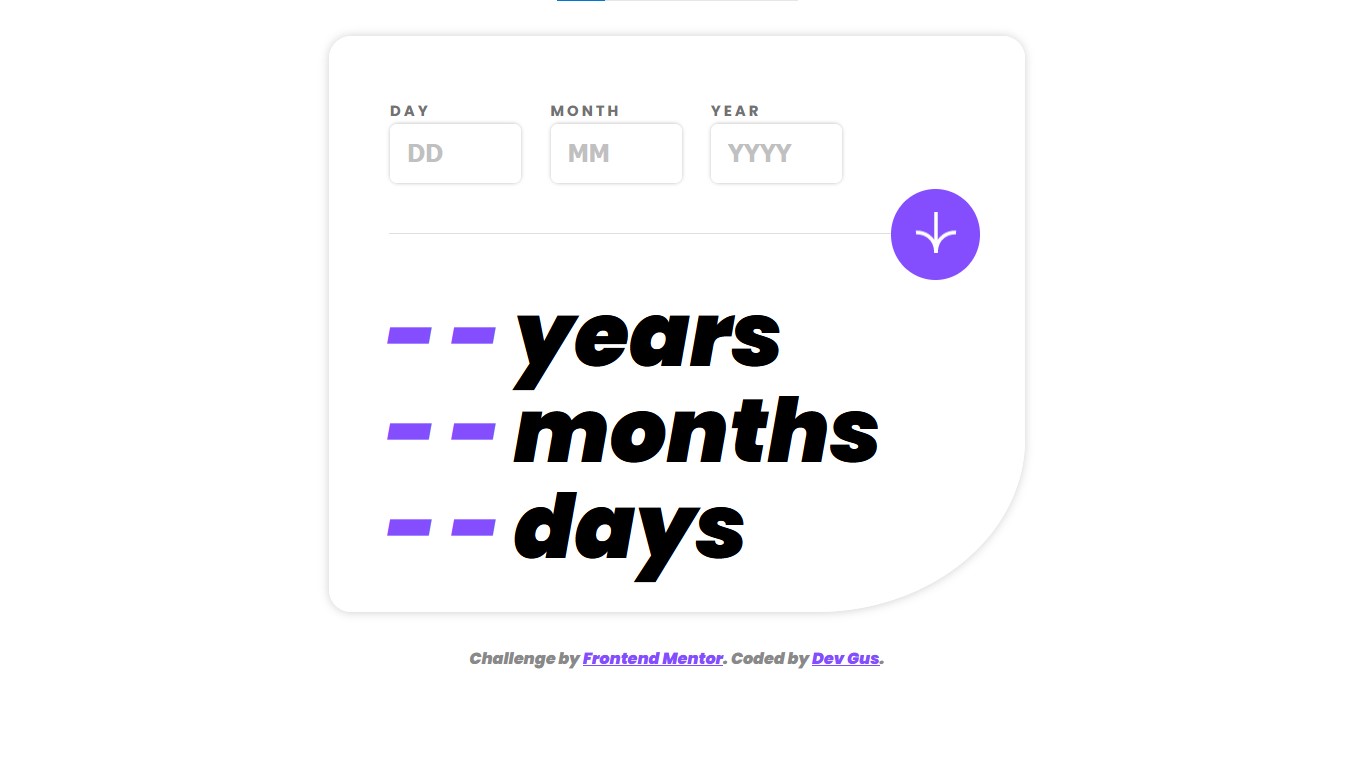 DAY MONTH YEAR
DD MM YYYY
- - years
- - months
- - days
Challenge by Frontend Mentor. Coded by Dev Gus.